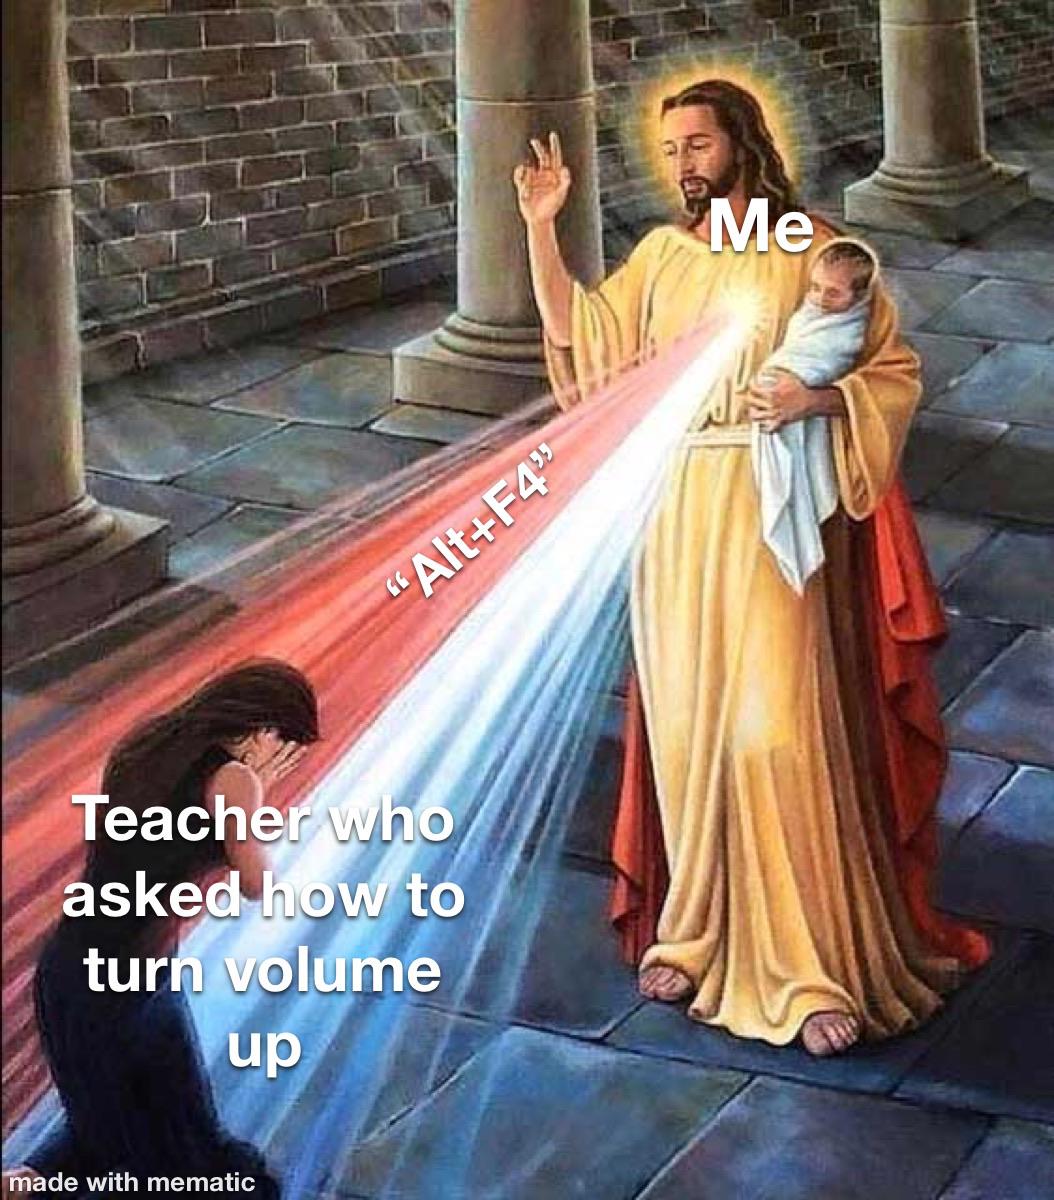 Me
“Alt+F4”
Teacher who
asked how to
turn volume
up
made with mematic